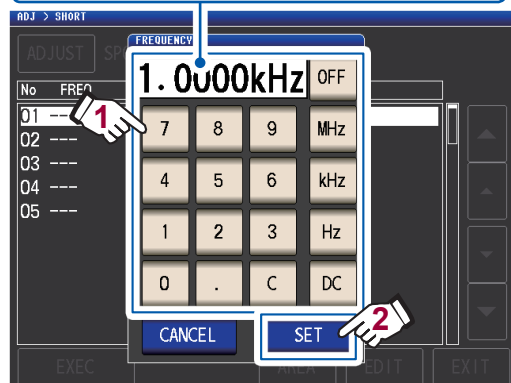 ADJ > SHORT
FREQUENCY
1.0000kHz OFF
ADJUST
No FREQ
01 ---
02 ---
03 ---
04 ---
05 ---
1
7 8 9 MHz
4 5 6 kHz
1 2 3 Hz
0 . C DC
CANCEL SET
2
EXEC AREA EDIT EXIT